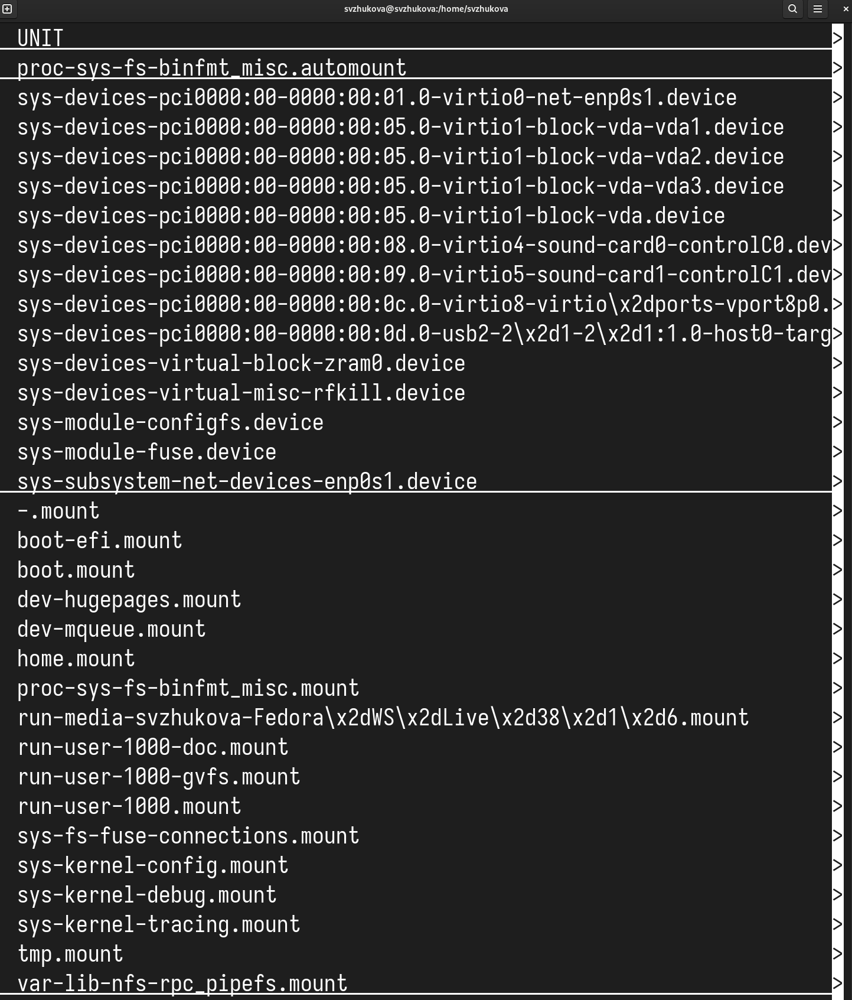 svzhukova@svzhukova:/home/svzhukova
UNIT >
proc-sys-fs-binfmt_misc.automount >
sys-devices-pci0000:00-0000:00:01.0-virtio0-net-enp0s1.device >
sys-devices-pci0000:00-0000:00:05.0-virtio1-block-vda-vda1.device >
sys-devices-pci0000:00-0000:00:05.0-virtio1-block-vda-vda2.device >
sys-devices-pci0000:00-0000:00:05.0-virtio1-block-vda-vda3.device >
sys-devices-pci0000:00-0000:00:05.0-virtio1-block-vda.device >
sys-devices-pci0000:00-0000:00:08.0-virtio4-sound-card0-controlC0.dev>
sys-devices-pci0000:00-0000:00:09.0-virtio5-sound-card1-controlC1.dev>
sys-devices-pci0000:00-0000:00:0c.0-virtio8-virtio\x2dports-vport8p0.>
sys-devices-pci0000:00-0000:00:0d.0-usb2-2\x2d1-2\x2d1:1.0-host0-targ>
sys-devices-virtual-block-zram0.device >
sys-devices-virtual-misc-rfkill.device >
sys-module-configfs.device >
sys-module-fuse.device >
sys-subsystem-net-devices-enp0s1.device >
-.mount >
boot-efi.mount >
boot.mount >
dev-hugepages.mount >
dev-mqueue.mount >
home.mount >
proc-sys-fs-binfmt_misc.mount >
run-media-svzhukova-Fedora\x2dWS\x2dLive\x2d38\x2d1\x2d6.mount >
run-user-1000-doc.mount >
run-user-1000-gvfs.mount >
run-user-1000.mount >
sys-fs-fuse-connections.mount >
sys-kernel-config.mount >
sys-kernel-debug.mount >
sys-kernel-tracing.mount >
tmp.mount >
var-lib-nfs-rpc_pipefs.mount >